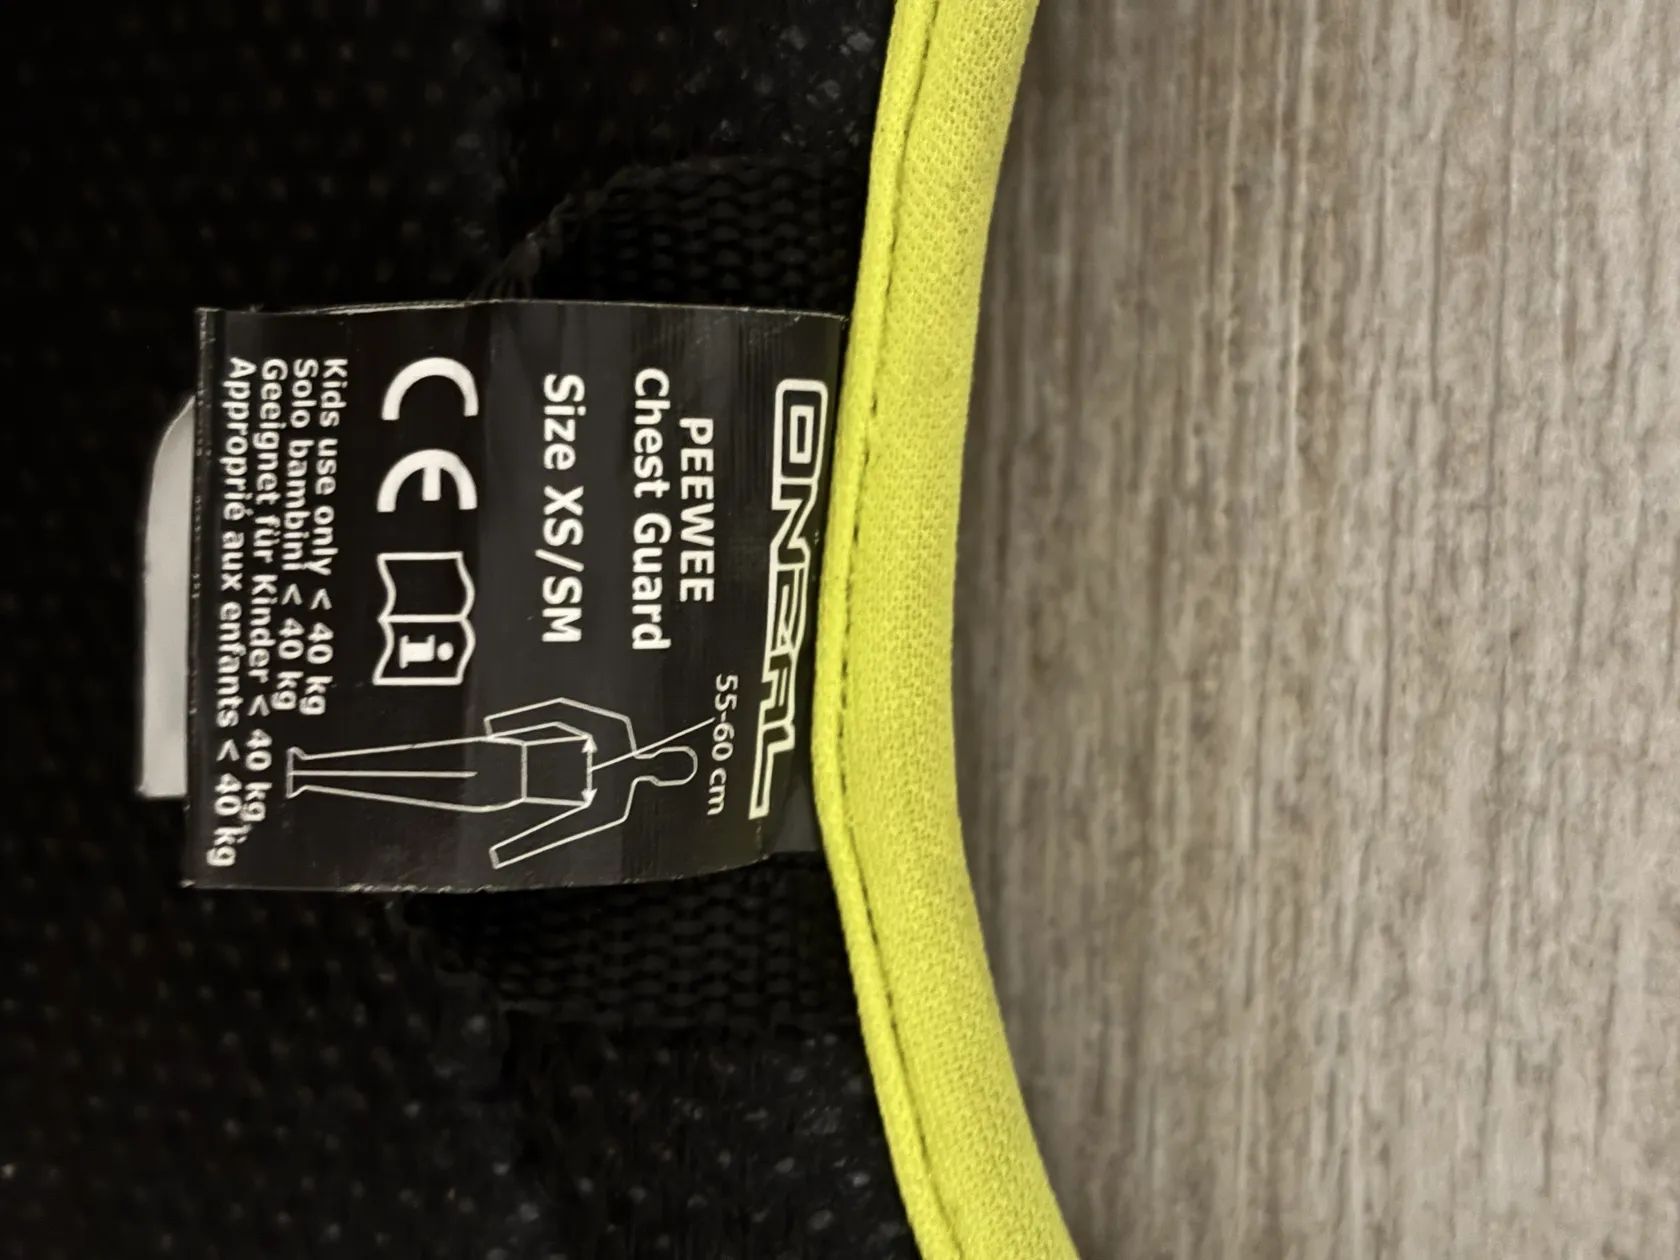 ONEAL
PEEWEE
Chest Guard
Size XS/SM
55-60 cm
CE
i
Kids use only < 40 kg
Solo bambini < 40 kg
Geeignet für Kinder < 40 kg
Approprié aux enfants < 40 kg